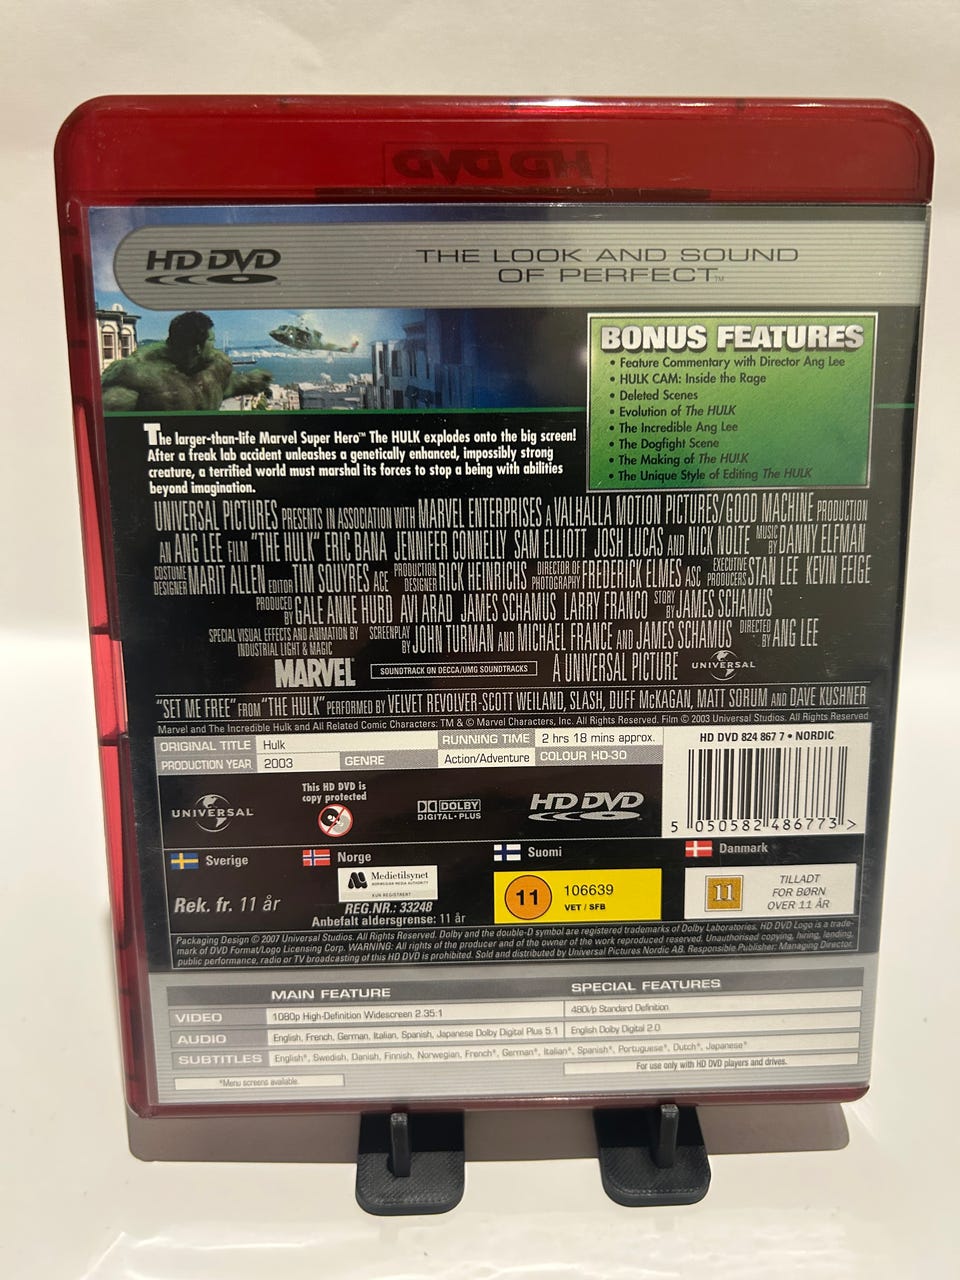 HD DVD
HD DVD
THE LOOK AND SOUND
OF PERFECT™
BONUS FEATURES
• Feature Commentary with Director Ang Lee
• HULK CAM: Inside the Rage
• Deleted Scenes
• Evolution of The HULK
• The Incredible Ang Lee
• The Dogfight Scene
• The Making of The HULK
• The Unique Style of Editing The HULK
The larger-than-life Marvel Super Hero™ The HULK explodes onto the big screen!
After a freak lab accident unleashes a genetically enhanced, impossibly strong
creature, a terrified world must marshal its forces to stop a being with abilities
beyond imagination.
UNIVERSAL PICTURES PRESENTS IN ASSOCIATION WITH MARVEL ENTERPRISES A VALHALLA MOTION PICTURES/GOOD MACHINE PRODUCTION
AN ANG LEE FILM "THE HULK" ERIC BANA JENNIFER CONNELLY SAM ELLIOTT JOSH LUCAS AND NICK NOLTE MUSIC BY DANNY ELFMAN
COSTUME DESIGNER MARIT ALLEN EDITOR TIM SQUYRES ACE PRODUCTION DESIGNER RICK HEINRICHS DIRECTOR OF PHOTOGRAPHY FREDERICK ELMES ASC EXECUTIVE PRODUCERS STAN LEE KEVIN FEIGE
PRODUCED BY GALE ANNE HURD AVI ARAD JAMES SCHAMUS LARRY FRANCO STORY BY JAMES SCHAMUS
SPECIAL VISUAL EFFECTS AND ANIMATION BY INDUSTRIAL LIGHT & MAGIC SCREENPLAY BY JOHN TURMAN AND MICHAEL FRANCE AND JAMES SCHAMUS DIRECTED BY ANG LEE
MARVEL SOUNDTRACK ON DECCA/UMG SOUNDTRACKS A UNIVERSAL PICTURE UNIVERSAL
"SET ME FREE" FROM "THE HULK" PERFORMED BY VELVET REVOLVER-SCOTT WEILAND, SLASH, DUFF McKAGAN, MATT SORUM AND DAVE KUSHNER
Marvel and The Incredible Hulk and All Related Comic Characters: TM & © Marvel Characters, Inc. All Rights Reserved. Film © 2003 Universal Studios. All Rights Reserved
ORIGINAL TITLE Hulk RUNNING TIME 2 hrs 18 mins approx.
PRODUCTION YEAR 2003 GENRE Action/Adventure COLOUR HD-30
HD DVD 824 867 7 • NORDIC
5 050582 486773 >
UNIVERSAL
This HD DVD is
copy protected
DOLBY
DIGITAL•PLUS
HD DVD
Sverige
Norge
Suomi
Danmark
Rek. fr. 11 år
Medietilsynet
NORWEGIAN MEDIA AUTHORITY
KUN REGISTRERT
REG.NR.: 33248
Anbefalt aldersgrense: 11 år
11
106639
VET / SFB
11
TILLADT
FOR BØRN
OVER 11 ÅR
Packaging Design © 2007 Universal Studios. All Rights Reserved. Dolby and the double-D symbol are registered trademarks of Dolby Laboratories. HD DVD Logo is a trade-
mark of DVD Format/Logo Licensing Corp. WARNING: All rights of the producer and of the owner of the work reproduced reserved. Unauthorised copying, hiring, lending,
public performance, radio or TV broadcasting of this HD DVD is prohibited. Sold and distributed by Universal Pictures Nordic AB. Responsible Publisher: Managing Director.
MAIN FEATURE SPECIAL FEATURES
VIDEO 1080p High-Definition Widescreen 2.35:1 480i/p Standard Definition
AUDIO English, French, German, Italian, Spanish, Japanese Dolby Digital Plus 5.1 English Dolby Digital 2.0
SUBTITLES English*, Swedish, Danish, Finnish, Norwegian, French*, German*, Italian*, Spanish*, Portuguese*, Dutch*, Japanese*
For use only with HD DVD players and drives.
*Menu screens available.